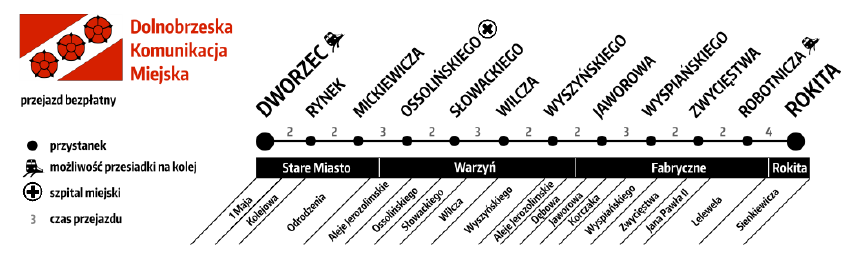 Dolnobrzeska
Komunikacja
Miejska
przejazd bezpłatny
przystanek
możliwość przesiadki na kolej
szpital miejski
3 czas przejazdu
DWORZEC
RYNEK
MICKIEWICZA
OSSOLIŃSKIEGO
SŁOWACKIEGO
WILCZA
WYSZYŃSKIEGO
JAWOROWA
WYSPIAŃSKIEGO
ZWYCIĘSTWA
ROBOTNICZA
ROKITA
2 2 3 2 3 2 2 3 2 2 4
Stare Miasto Warzyń Fabryczne Rokita
1 Maja
Kolejowa
Odrodzenia
Aleje Jerozolimskie
Ossolińskiego
Słowackiego
Wilcza
Wyszyńskiego
Aleje Jerozolimskie
Dębowa
Jaworowa
Korczaka
Wyspiańskiego
Zwycięstwa
Jana Pawła II
Lelewela
Sienkiewicza